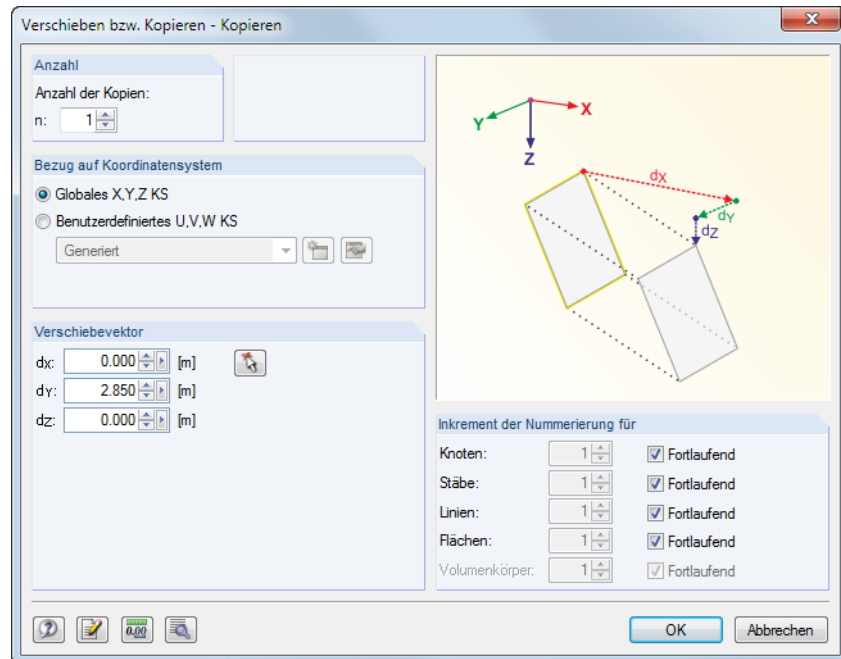 Verschieben bzw. Kopieren - Kopieren
Anzahl
Anzahl der Kopien:
n: 1
Bezug auf Koordinatensystem
Globales X,Y,Z KS
Benutzerdefiniertes U,V,W KS
Generiert
Verschiebevektor
dX: 0.000 [m]
dY: 2.850 [m]
dZ: 0.000 [m]
X
Y
Z
dX
dY
dZ
Inkrement der Nummerierung für
Knoten: 1 Fortlaufend
Stäbe: 1 Fortlaufend
Linien: 1 Fortlaufend
Flächen: 1 Fortlaufend
Volumenkörper: 1 Fortlaufend
0.00
OK
Abbrechen